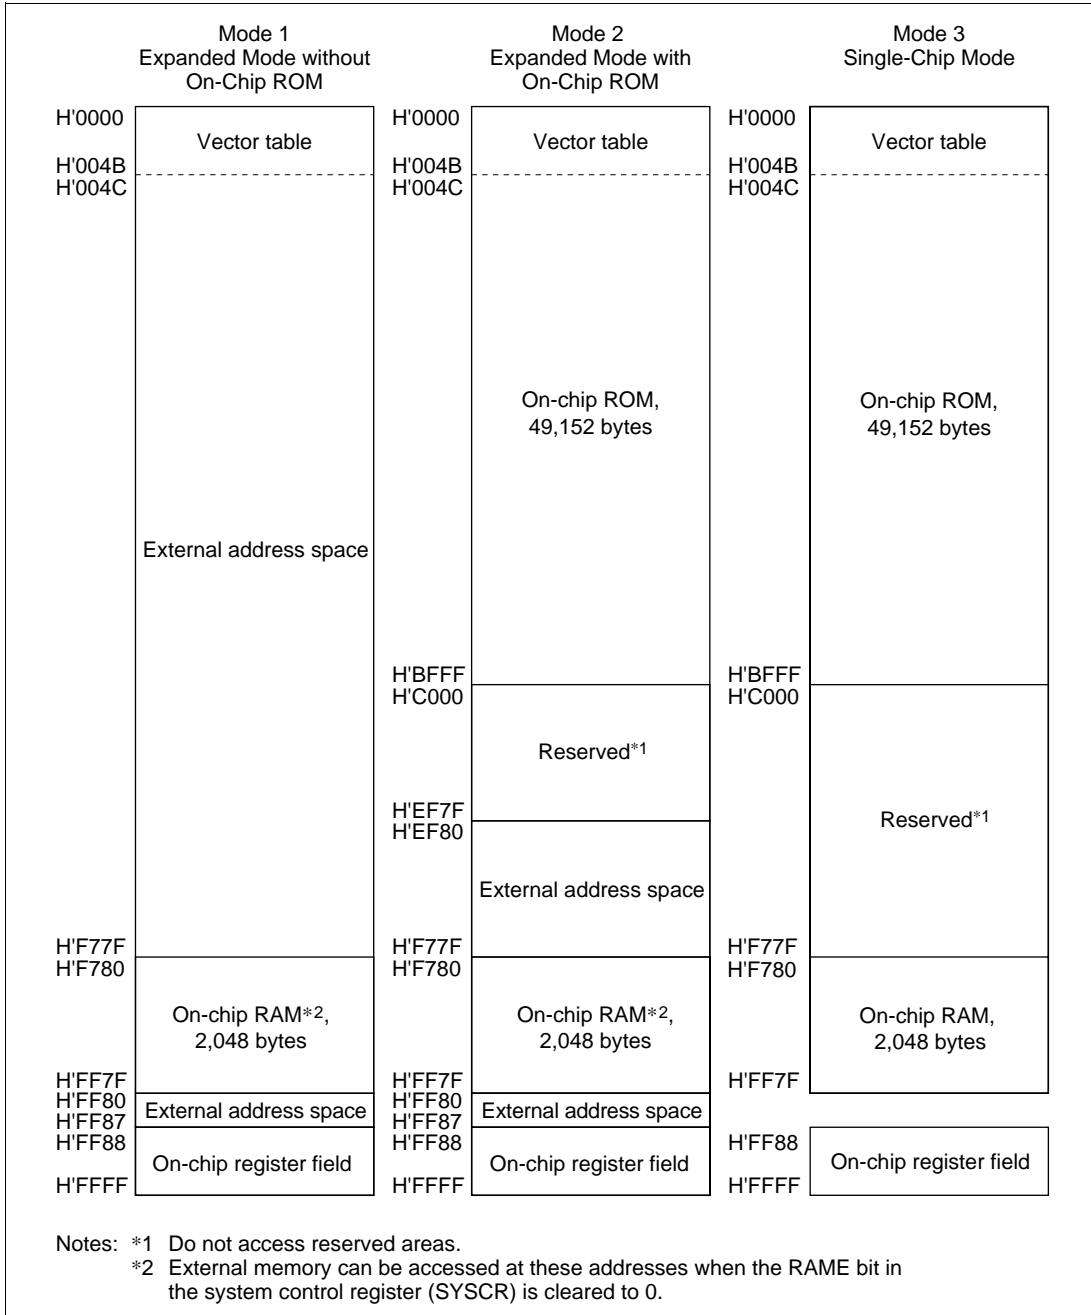 Mode 1
Expanded Mode without
On-Chip ROM
H'0000
Vector table
H'004B
H'004C
External address space
H'F77F
H'F780
On-chip RAM*2,
2,048 bytes
H'FF7F
H'FF80
External address space
H'FF87
H'FF88
On-chip register field
H'FFFF
Mode 2
Expanded Mode with
On-Chip ROM
H'0000
Vector table
H'004B
H'004C
On-chip ROM,
49,152 bytes
H'BFFF
H'C000
Reserved*1
H'EF7F
H'EF80
External address space
H'F77F
H'F780
On-chip RAM*2,
2,048 bytes
H'FF7F
H'FF80
External address space
H'FF87
H'FF88
On-chip register field
H'FFFF
Mode 3
Single-Chip Mode
H'0000
Vector table
H'004B
H'004C
On-chip ROM,
49,152 bytes
H'BFFF
H'C000
Reserved*1
H'F77F
H'F780
On-chip RAM,
2,048 bytes
H'FF7F
H'FF88
On-chip register field
H'FFFF
Notes: *1 Do not access reserved areas.
*2 External memory can be accessed at these addresses when the RAME bit in
the system control register (SYSCR) is cleared to 0.